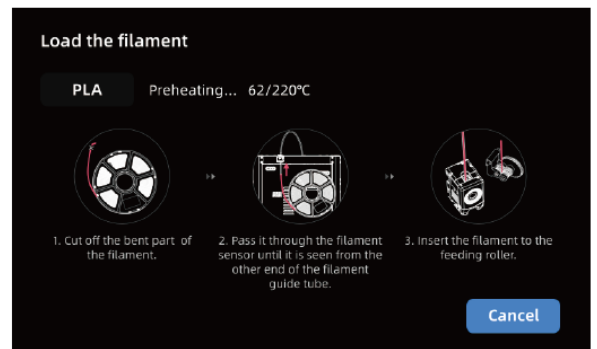 Load the filament
PLA
Preheating... 62/220℃
1. Cut off the bent part of
the filament.
2. Pass it through the filament
sensor until it is seen from the
other end of the filament
guide tube.
3. Insert the filament to the
feeding roller.
Cancel